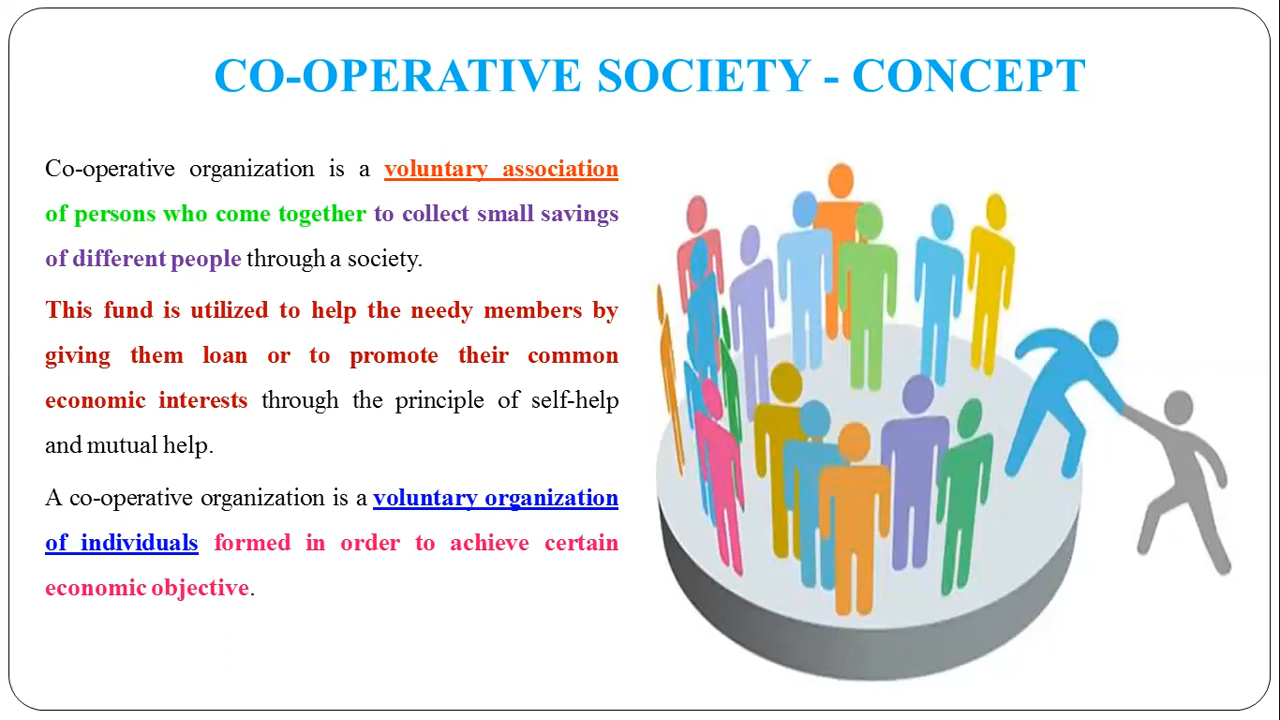 CO-OPERATIVE SOCIETY - CONCEPT
Co-operative organization is a voluntary association
of persons who come together to collect small savings
of different people through a society.
This fund is utilized to help the needy members by
giving them loan or to promote their common
economic interests through the principle of self-help
and mutual help.
A co-operative organization is a voluntary organization
of individuals formed in order to achieve certain
economic objective.